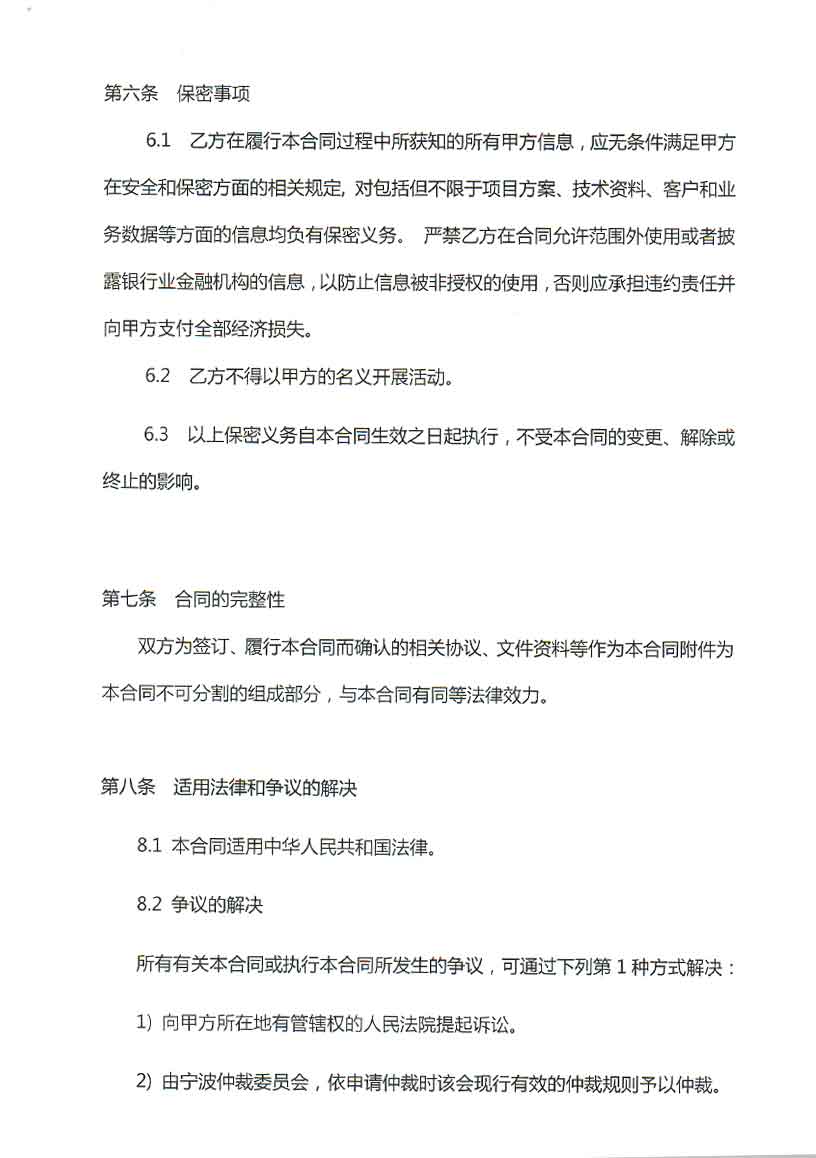 第六条 保密事项
6.1 乙方在履行本合同过程中所获知的所有甲方信息，应无条件满足甲方
在安全和保密方面的相关规定, 对包括但不限于项目方案、技术资料、客户和业
务数据等方面的信息均负有保密义务。 严禁乙方在合同允许范围外使用或者披
露银行业金融机构的信息，以防止信息被非授权的使用，否则应承担违约责任并
向甲方支付全部经济损失。
6.2 乙方不得以甲方的名义开展活动。
6.3 以上保密义务自本合同生效之日起执行，不受本合同的变更、解除或
终止的影响。
第七条 合同的完整性
双方为签订、履行本合同而确认的相关协议、文件资料等作为本合同附件为
本合同不可分割的组成部分，与本合同有同等法律效力。
第八条 适用法律和争议的解决
8.1 本合同适用中华人民共和国法律。
8.2 争议的解决
所有有关本合同或执行本合同所发生的争议，可通过下列第 1 种方式解决：
1) 向甲方所在地有管辖权的人民法院提起诉讼。
2) 由宁波仲裁委员会，依申请仲裁时该会现行有效的仲裁规则予以仲裁。